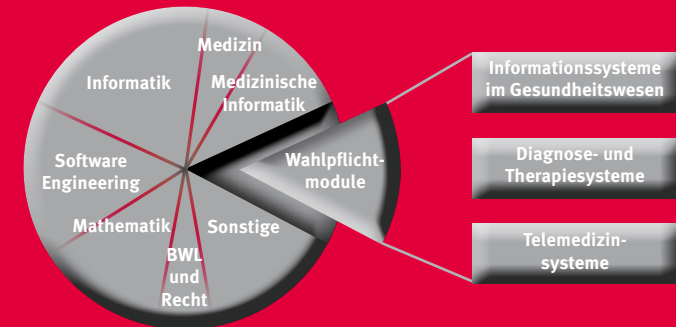 Medizin
Informatik
Medizinische
Informatik
Software
Engineering
Wahlpflicht-
module
Mathematik
Sonstige
BWL
und
Recht
Informationssysteme
im Gesundheitswesen
Diagnose- und
Therapiesysteme
Telemedizin-
systeme